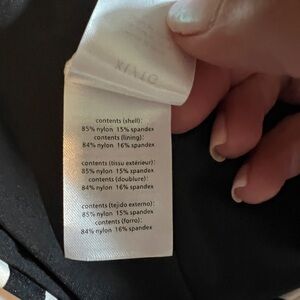 contents (shell):
85% nylon 15% spandex
contents (lining):
84% nylon 16% spandex
contents (tissu extérieur):
85% nylon 15% spandex
contents (doublure):
84% nylon 16% spandex
contents (tejido externo):
85% nylon 15% spandex
contents (forro):
84% nylon 16% spandex